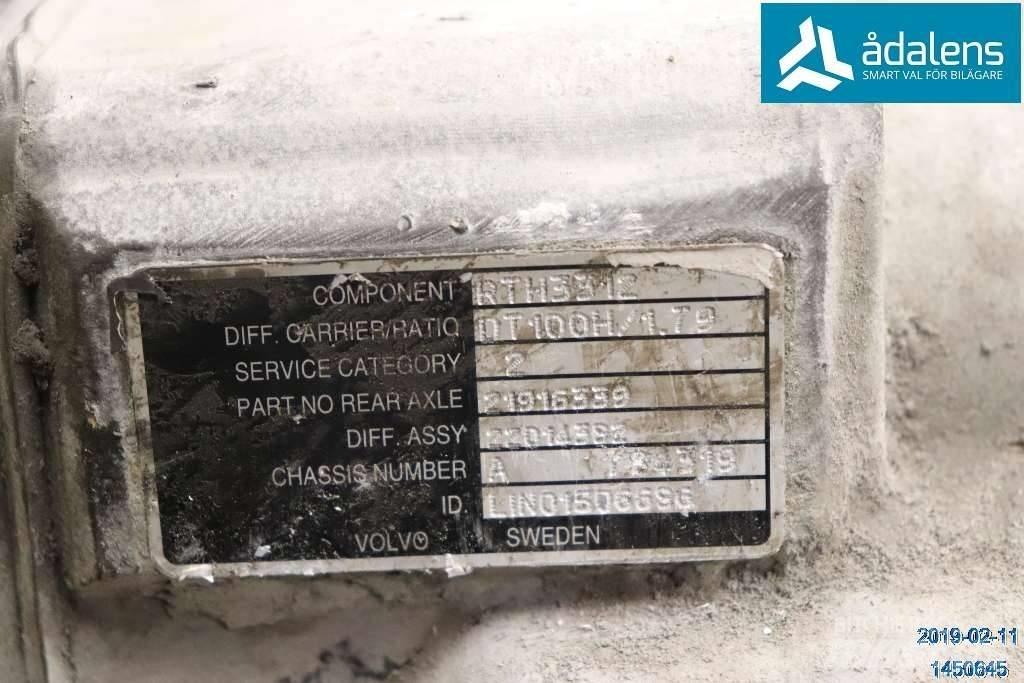 ådalens
SMART VAL FÖR BILÄGARE
COMPONENT RTH3312
DIFF. CARRIER/RATIO DT100H/1.79
SERVICE CATEGORY 2
PART NO REAR AXLE 21916339
DIFF. ASSY
CHASSIS NUMBER A
ID.
VOLVO SWEDEN
2019-02-11
1450645